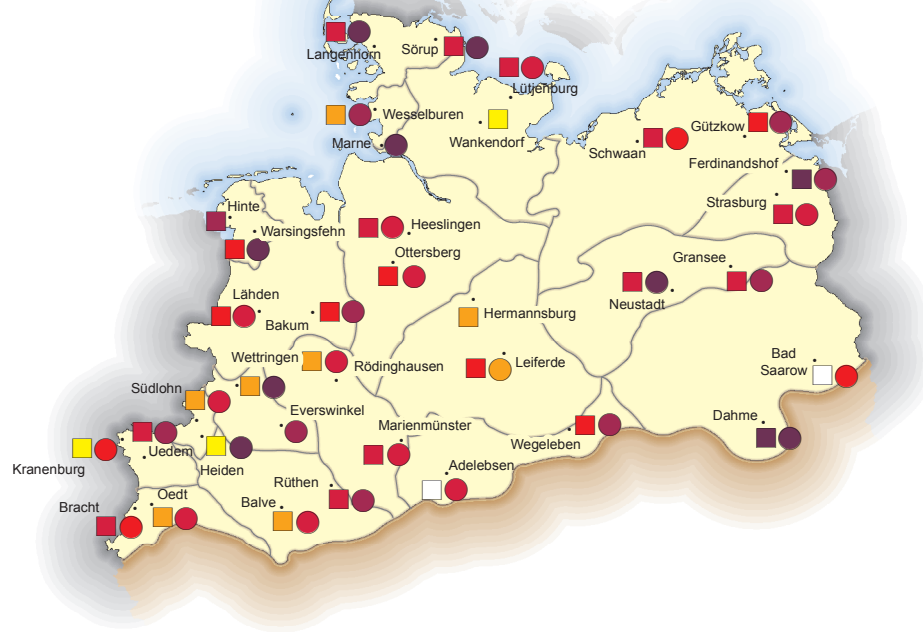 Langenhorn
Sörup
Lütjenburg
Wesselburen
Wankendorf
Marne
Gützkow
Schwaan
Ferdinandshof
Strasburg
Hinte
Warsingsfehn
Heeslingen
Ottersberg
Gransee
Neustadt
Lähden
Bakum
Hermannsburg
Wettringen
Rödinghausen
Leiferde
Bad
Saarow
Südlohn
Everswinkel
Marienmünster
Dahme
Wegeleben
Uedem
Kranenburg
Heiden
Adelebsen
Rüthen
Oedt
Balve
Bracht